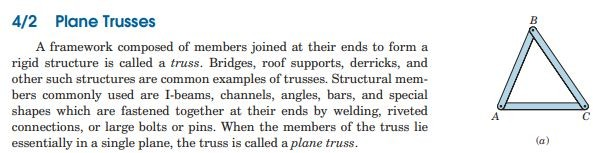 4/2 Plane Trusses
A framework composed of members joined at their ends to form a
rigid structure is called a truss. Bridges, roof supports, derricks, and
other such structures are common examples of trusses. Structural mem-
bers commonly used are I-beams, channels, angles, bars, and special
shapes which are fastened together at their ends by welding, riveted
connections, or large bolts or pins. When the members of the truss lie
essentially in a single plane, the truss is called a plane truss.
B
A C
(a)